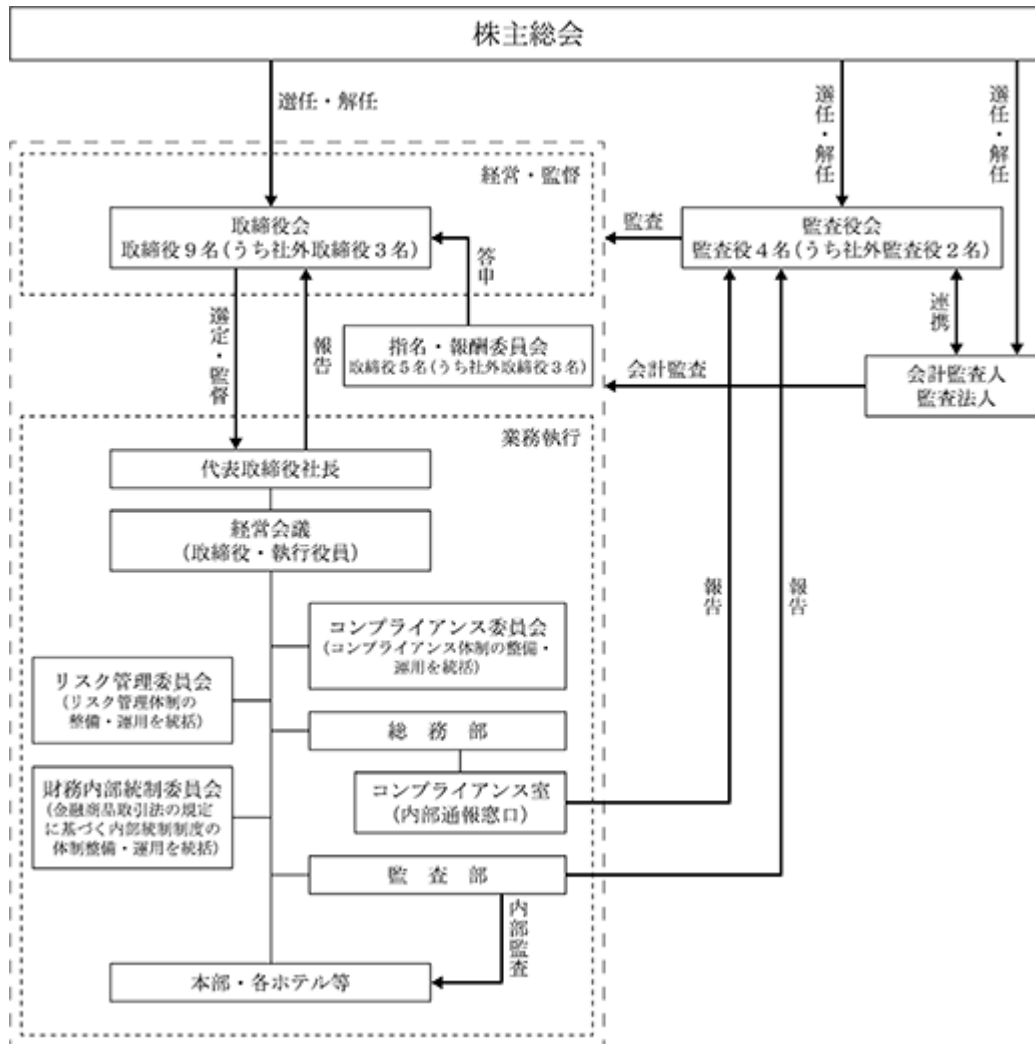 株主総会
選任・解任
選任・解任
選任・解任
経営・監督
取締役会
取締役9名(うち社外取締役3名)
監査
監査役会
監査役4名(うち社外監査役2名)
答申
選定・監督
報告
連携
指名・報酬委員会
取締役5名(うち社外取締役3名)
会計監査
会計監査人
監査法人
業務執行
代表取締役社長
経営会議
(取締役・執行役員)
報告
報告
コンプライアンス委員会
(コンプライアンス体制の整備・
運用を統括)
リスク管理委員会
(リスク管理体制の
整備・運用を統括)
総務部
財務内部統制委員会
(金融商品取引法の規定
に基づく内部統制制度の
体制整備・運用を統括)
コンプライアンス室
(内部通報窓口)
監査部
内部監査
本部・各ホテル等